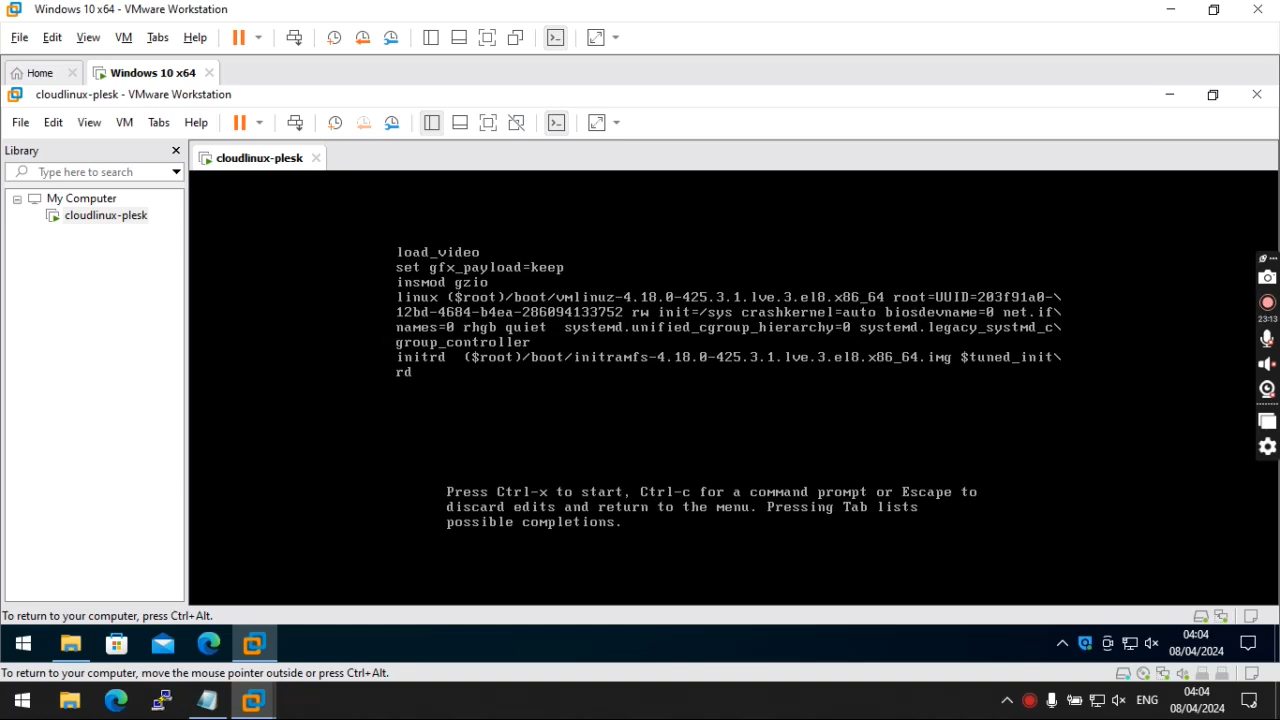 Windows 10 x64 - VMware Workstation
File Edit View VM Tabs Help
Home Windows 10 x64
cloudlinux-plesk - VMware Workstation
File Edit View VM Tabs Help
Library
cloudlinux-plesk
Type here to search
My Computer
cloudlinux-plesk
load_video
set gfx_payload=keep
insmod gzio
linux ($root)/boot/vmlinuz-4.18.0-425.3.1.lve.3.el8.x86_64 root=UUID=203f91a0-\
12bd-4684-b4ea-286094133752 rw init=/sys crashkernel=auto biosdevname=0 net.if\
names=0 rhgb quiet  systemd.unified_cgroup_hierarchy=0 systemd.legacy_systmd_c\
group_controller
initrd  ($root)/boot/initramfs-4.18.0-425.3.1.lve.3.el8.x86_64.img $tuned_init\
rd
Press Ctrl-x to start, Ctrl-c for a command prompt or Escape to
discard edits and return to the menu. Pressing Tab lists
possible completions.
23:13
To return to your computer, press Ctrl+Alt.
04:04
08/04/2024
To return to your computer, move the mouse pointer outside or press Ctrl+Alt.
ENG
04:04
08/04/2024